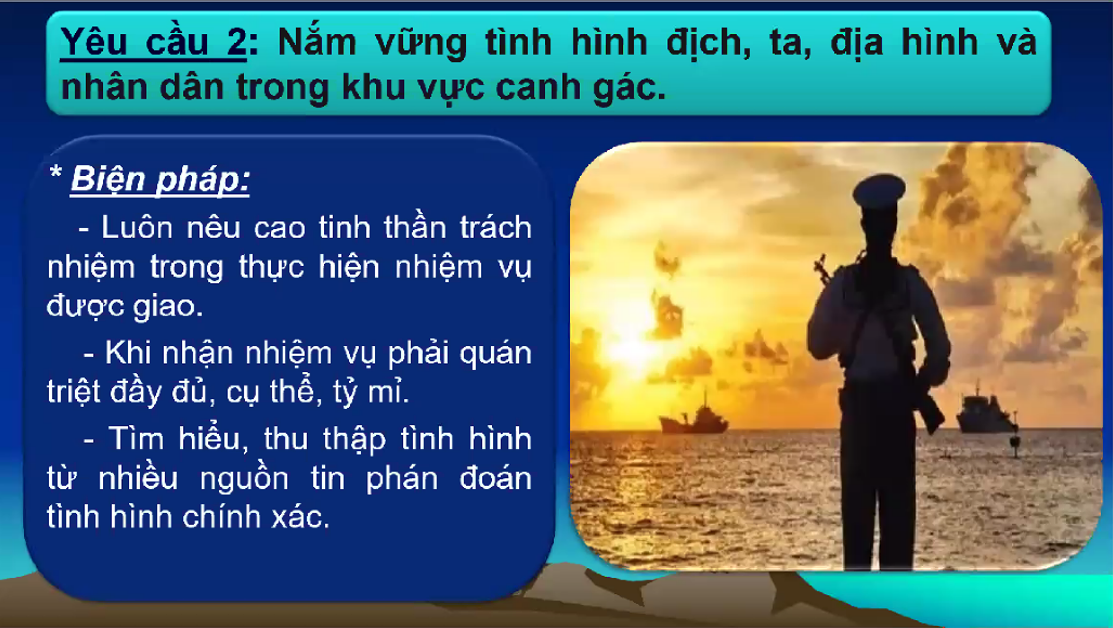 Yêu cầu 2: Nắm vững tình hình địch, ta, địa hình và
nhân dân trong khu vực canh gác.
* Biện pháp:
- Luôn nêu cao tinh thần trách
nhiệm trong thực hiện nhiệm vụ
được giao.
- Khi nhận nhiệm vụ phải quán
triệt đầy đủ, cụ thể, tỷ mỉ.
- Tìm hiểu, thu thập tình hình
từ nhiều nguồn tin phán đoán
tình hình chính xác.